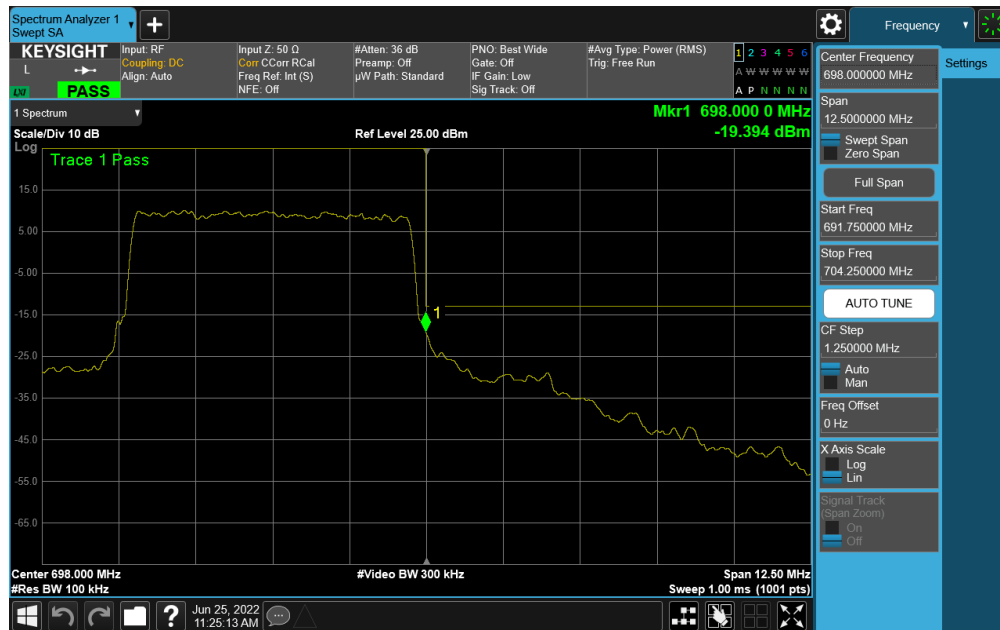 Spectrum Analyzer 1
Swept SA
Frequency
KEYSIGHT
L
LXI
PASS
Input: RF
Coupling: DC
Align: Auto
Input Z: 50 Ω
Corr CCorr RCal
Freq Ref: Int (S)
NFE: Off
#Atten: 36 dB
Preamp: Off
µW Path: Standard
PNO: Best Wide
Gate: Off
IF Gain: Low
Sig Track: Off
#Avg Type: Power (RMS)
Trig: Free Run
1 2 3 4 5 6
A W W W W W
A P N N N N
1 Spectrum
Scale/Div 10 dB
Log
Ref Level 25.00 dBm
Mkr1 698.000 0 MHz
-19.394 dBm
Trace 1 Pass
15.0
5.00
-5.00
-15.0
-25.0
-35.0
-45.0
-55.0
-65.0
1
Center 698.000 MHz
#Res BW 100 kHz
#Video BW 300 kHz
Span 12.50 MHz
Sweep 1.00 ms (1001 pts)
Center Frequency
698.000000 MHz
Settings
Span
12.5000000 MHz
Swept Span
Zero Span
Full Span
Start Freq
691.750000 MHz
Stop Freq
704.250000 MHz
AUTO TUNE
CF Step
1.250000 MHz
Auto
Man
Freq Offset
0 Hz
X Axis Scale
Log
Lin
Signal Track
(Span Zoom)
On
Off
?
Jun 25, 2022
11:25:13 AM